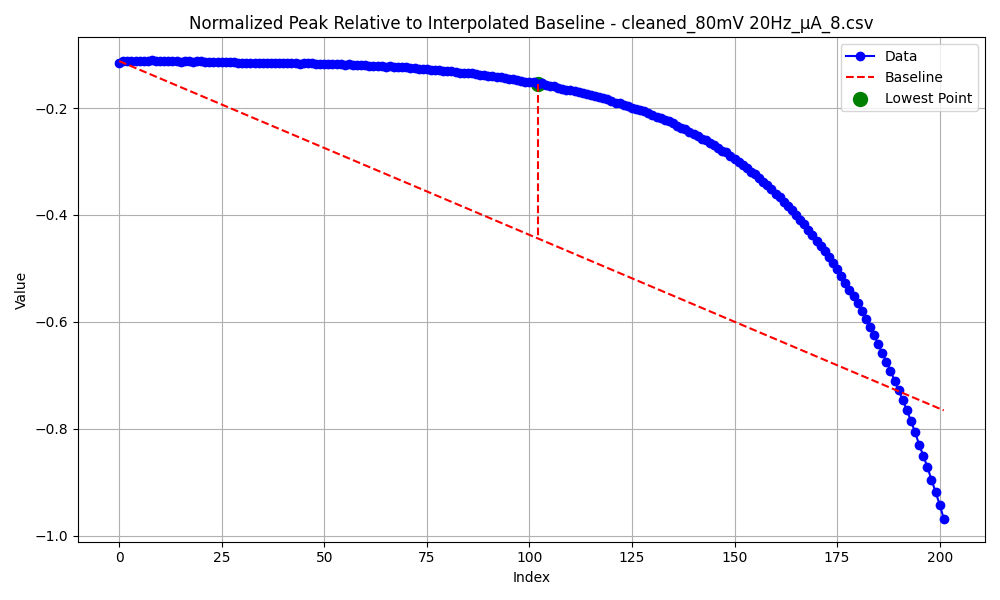 Normalized Peak Relative to Interpolated Baseline - cleaned_80mV 20Hz_µA_8.csv
Data
Baseline
Lowest Point
Value
−0.2
−0.4
−0.6
−0.8
−1.0
0 25 50 75 100 125 150 175 200
Index